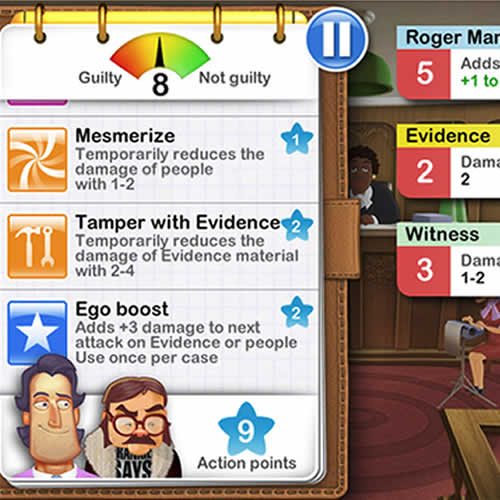 Guilty
Not guilty
8
Mesmerize
1
Temporarily reduces the
damage of people
with 1-2
Tamper with Evidence
2
Temporarily reduces the
damage of Evidence material
with 2-4
Ego boost
2
Adds +3 damage to next
attack on Evidence or people
Use once per case
SAYS
9
Action points
Roger Mar
5
Adds
+1 to
Evidence
2
Dama
2
Witness
3
Dama
1-2